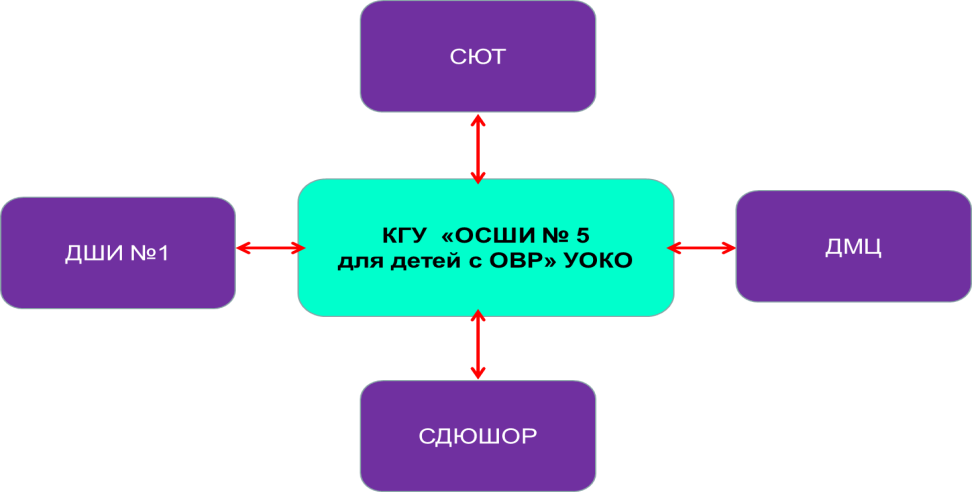 СЮТ
ДШИ №1
КГУ «ОСШИ № 5
для детей с ОВР» УОКО
ДМЦ
СДЮШОР